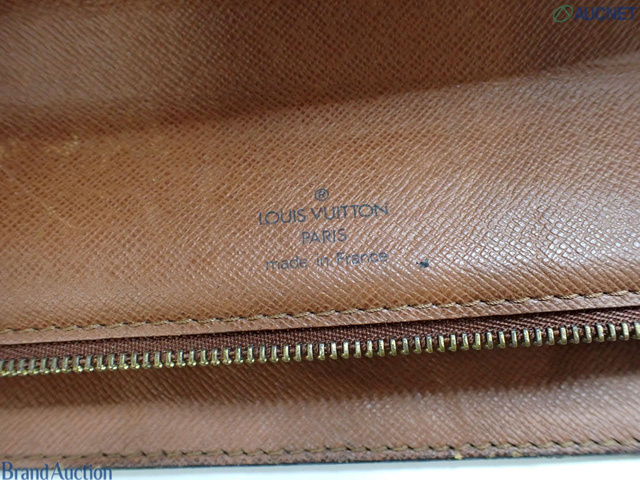 AUCNET
®
LOUIS VUITTON
PARIS
made in France
BrandAuction